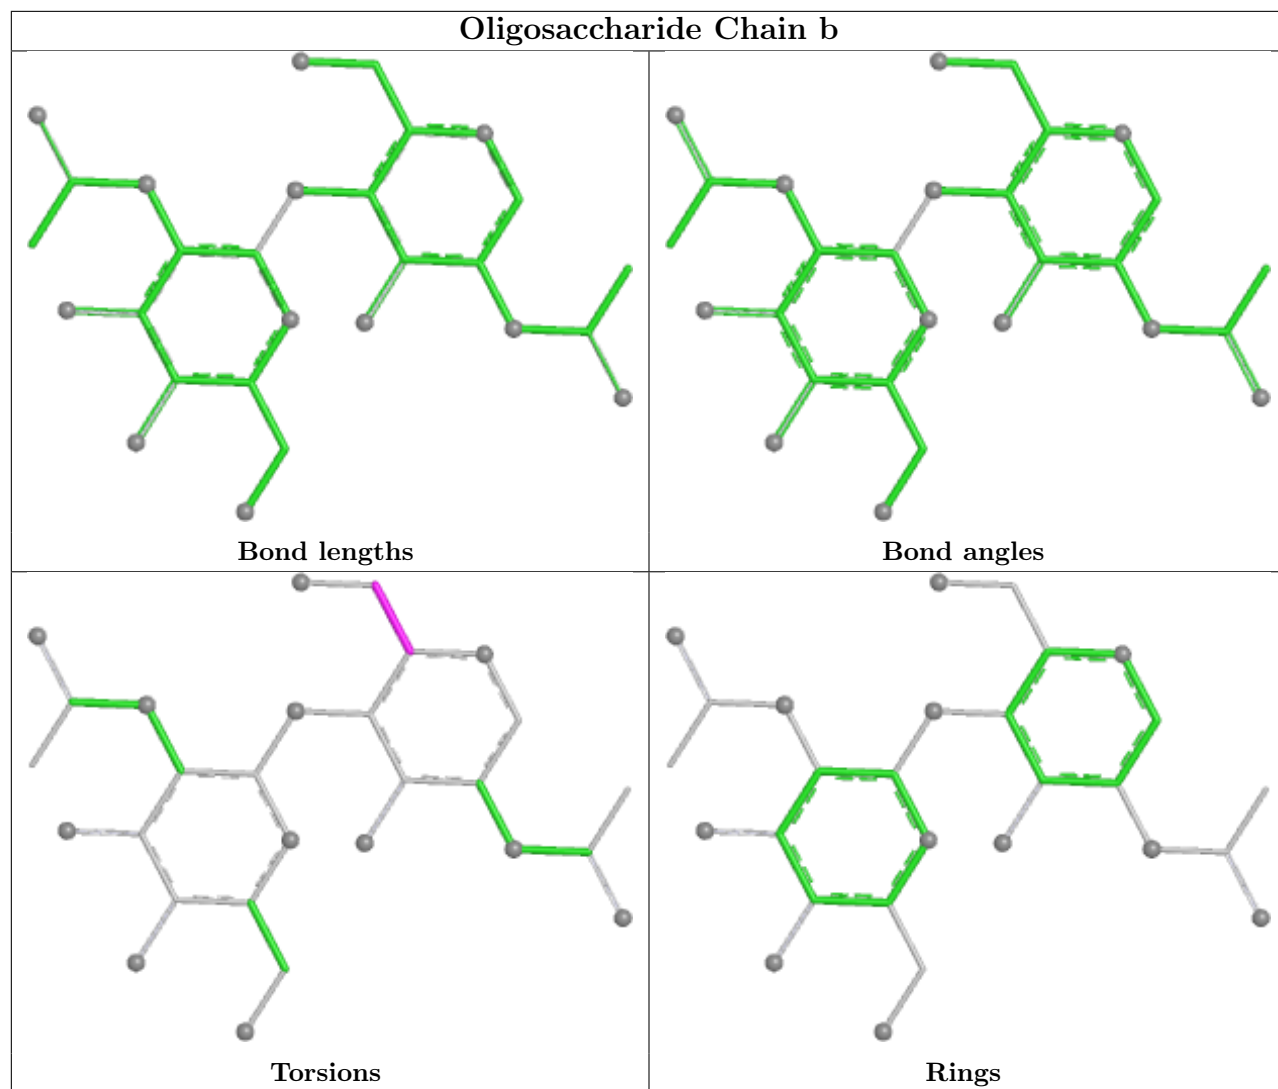 Oligosaccharide Chain b
Bond lengths
Bond angles
Torsions
Rings